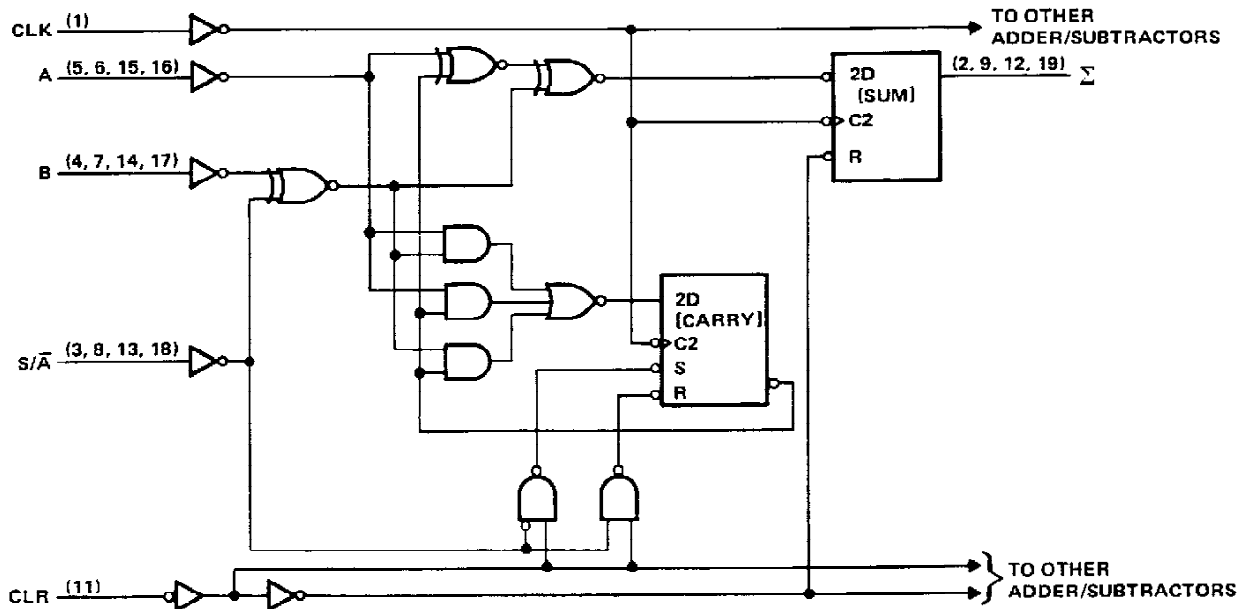 CLK (1)
TO OTHER
ADDER/SUBTRACTORS
A (5, 6, 15, 16)
2D
(SUM)
C2
R
(2, 9, 12, 19) Σ
B (4, 7, 14, 17)
2D
(CARRY)
C2
S
R
S/A̅ (3, 8, 13, 18)
CLR (11)
TO OTHER
ADDER/SUBTRACTORS